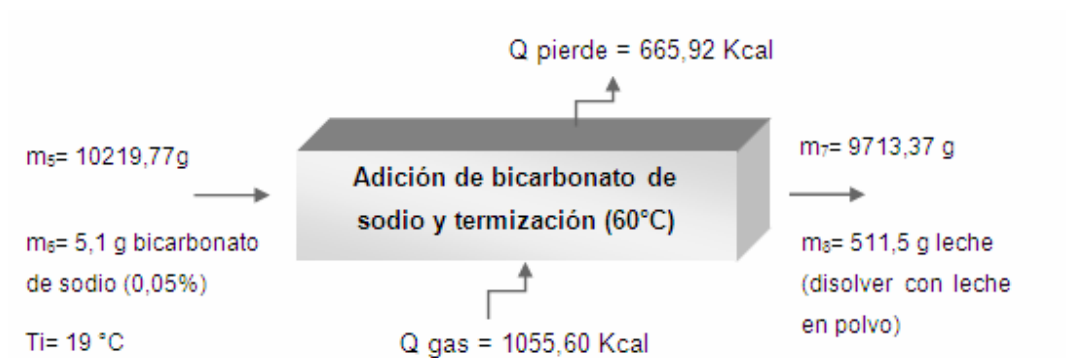 Q pierde = 665,92 Kcal
m₅= 10219,77g
m₆= 5,1 g bicarbonato
de sodio (0,05%)
Ti= 19 °C
Adición de bicarbonato de
sodio y termización (60°C)
Q gas = 1055,60 Kcal
m₇= 9713,37 g
m₈= 511,5 g leche
(disolver con leche
en polvo)